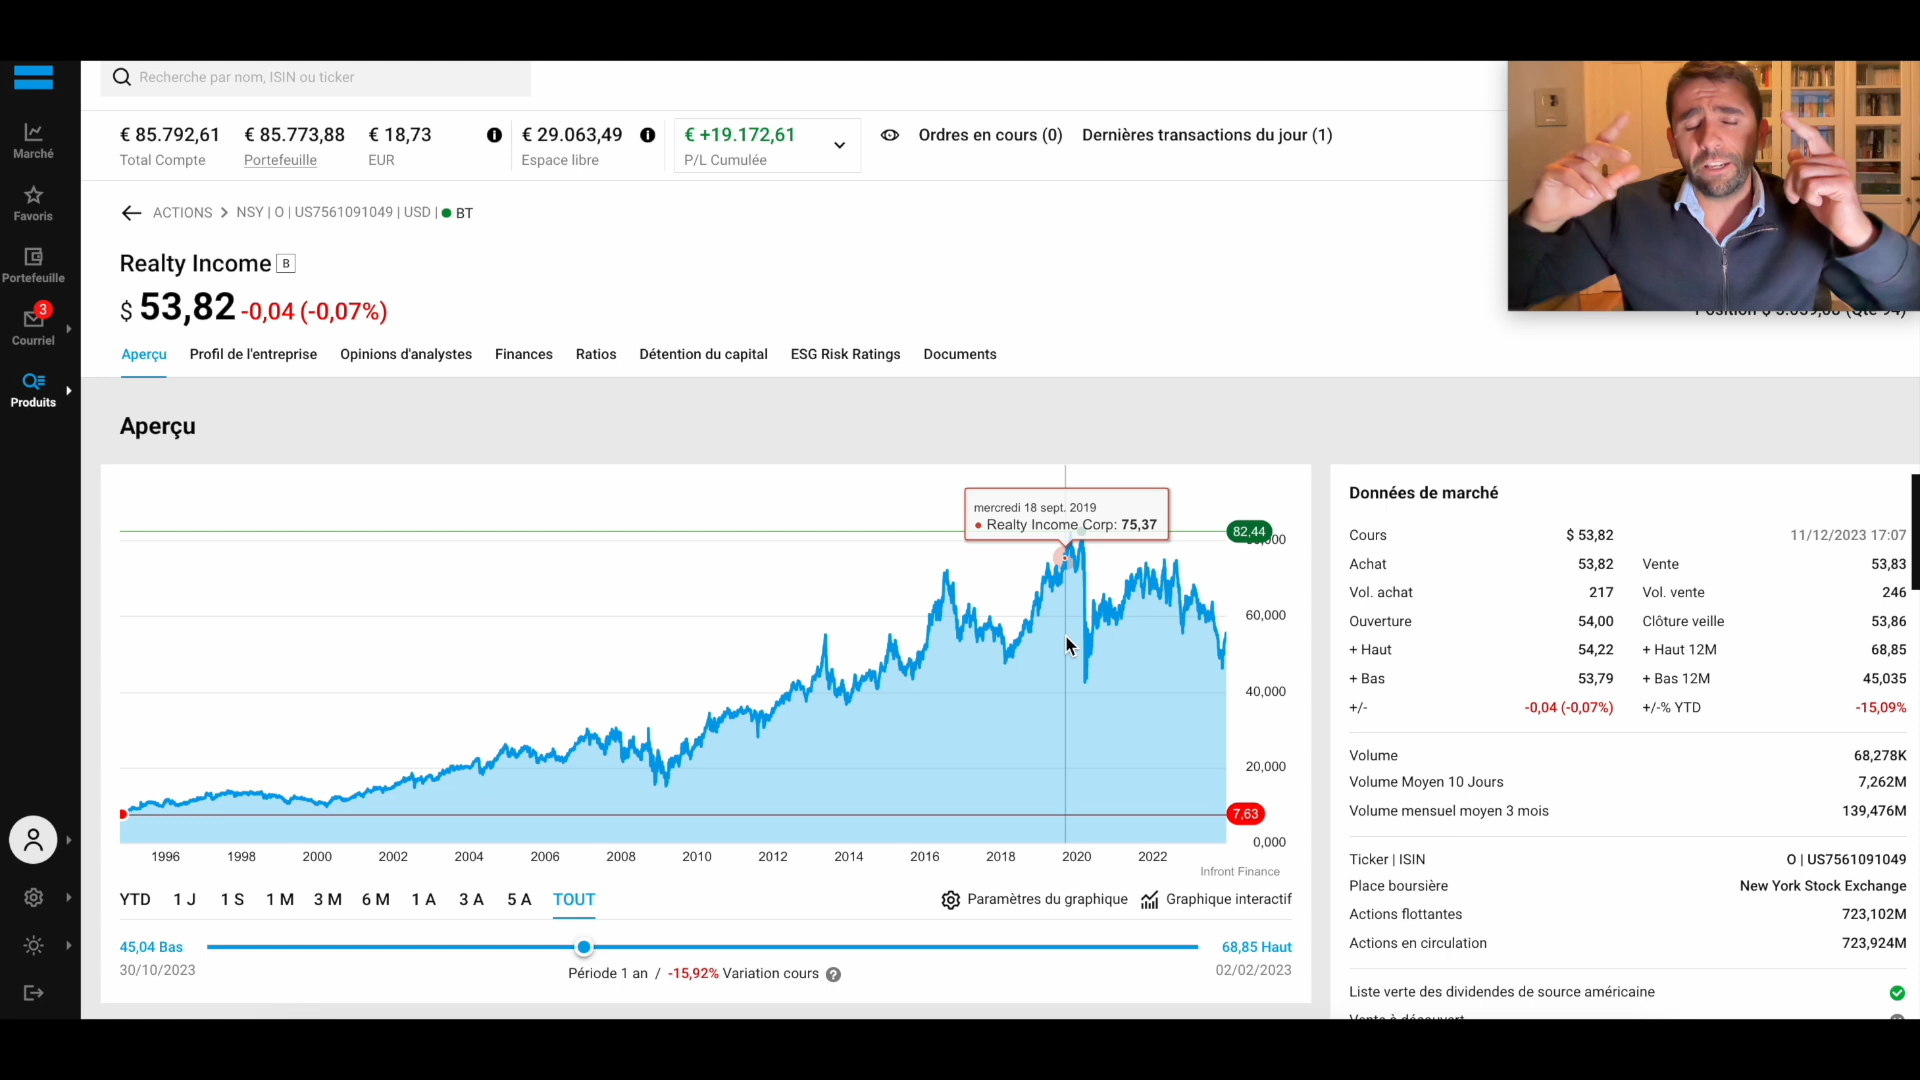 Recherche par nom, ISIN ou ticker
€ 85.792,61 € 85.773,88 € 18,73 € 29.063,49 € +19.172,61 Ordres en cours (0) Dernières transactions du jour (1)
Total Compte Portefeuille EUR Espace libre P/L Cumulée
Marché
Favoris
Portefeuille
3
Courriel
Produits
ACTIONS NSY | O | US7561091049 | USD | BT
Realty Income B
$ 53,82 -0,04 (-0,07%)
Aperçu Profil de l'entreprise Opinions d'analystes Finances Ratios Détention du capital ESG Risk Ratings Documents
Aperçu
mercredi 18 sept. 2019
Realty Income Corp: 75,37
82,44
60,000
40,000
20,000
7,63
0,000
1996 1998 2000 2002 2004 2006 2008 2010 2012 2014 2016 2018 2020 2022
Infront Finance
YTD 1 J 1 S 1 M 3 M 6 M 1 A 3 A 5 A TOUT Paramètres du graphique Graphique interactif
45,04 Bas 68,85 Haut
30/10/2023 Période 1 an / -15,92% Variation cours 02/02/2023
Données de marché
Cours $ 53,82 11/12/2023 17:07
Achat 53,82 Vente 53,83
Vol. achat 217 Vol. vente 246
Ouverture 54,00 Clôture veille 53,86
+ Haut 54,22 + Haut 12M 68,85
+ Bas 53,79 + Bas 12M 45,035
+/- -0,04 (-0,07%) +/-% YTD -15,09%
Volume 68,278K
Volume Moyen 10 Jours 7,262M
Volume mensuel moyen 3 mois 139,476M
Ticker | ISIN O | US7561091049
Place boursière New York Stock Exchange
Actions flottantes 723,102M
Actions en circulation 723,924M
Liste verte des dividendes de source américaine